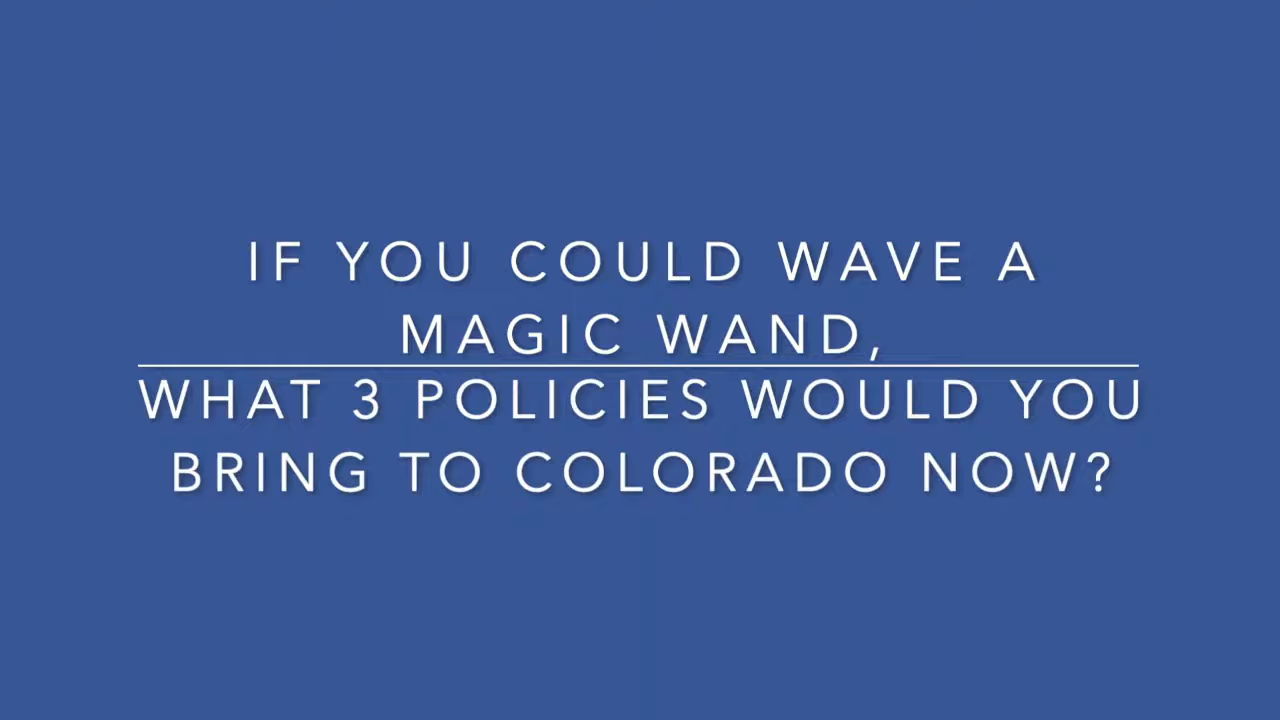 IF YOU COULD WAVE A
MAGIC WAND,
WHAT 3 POLICIES WOULD YOU
BRING TO COLORADO NOW?